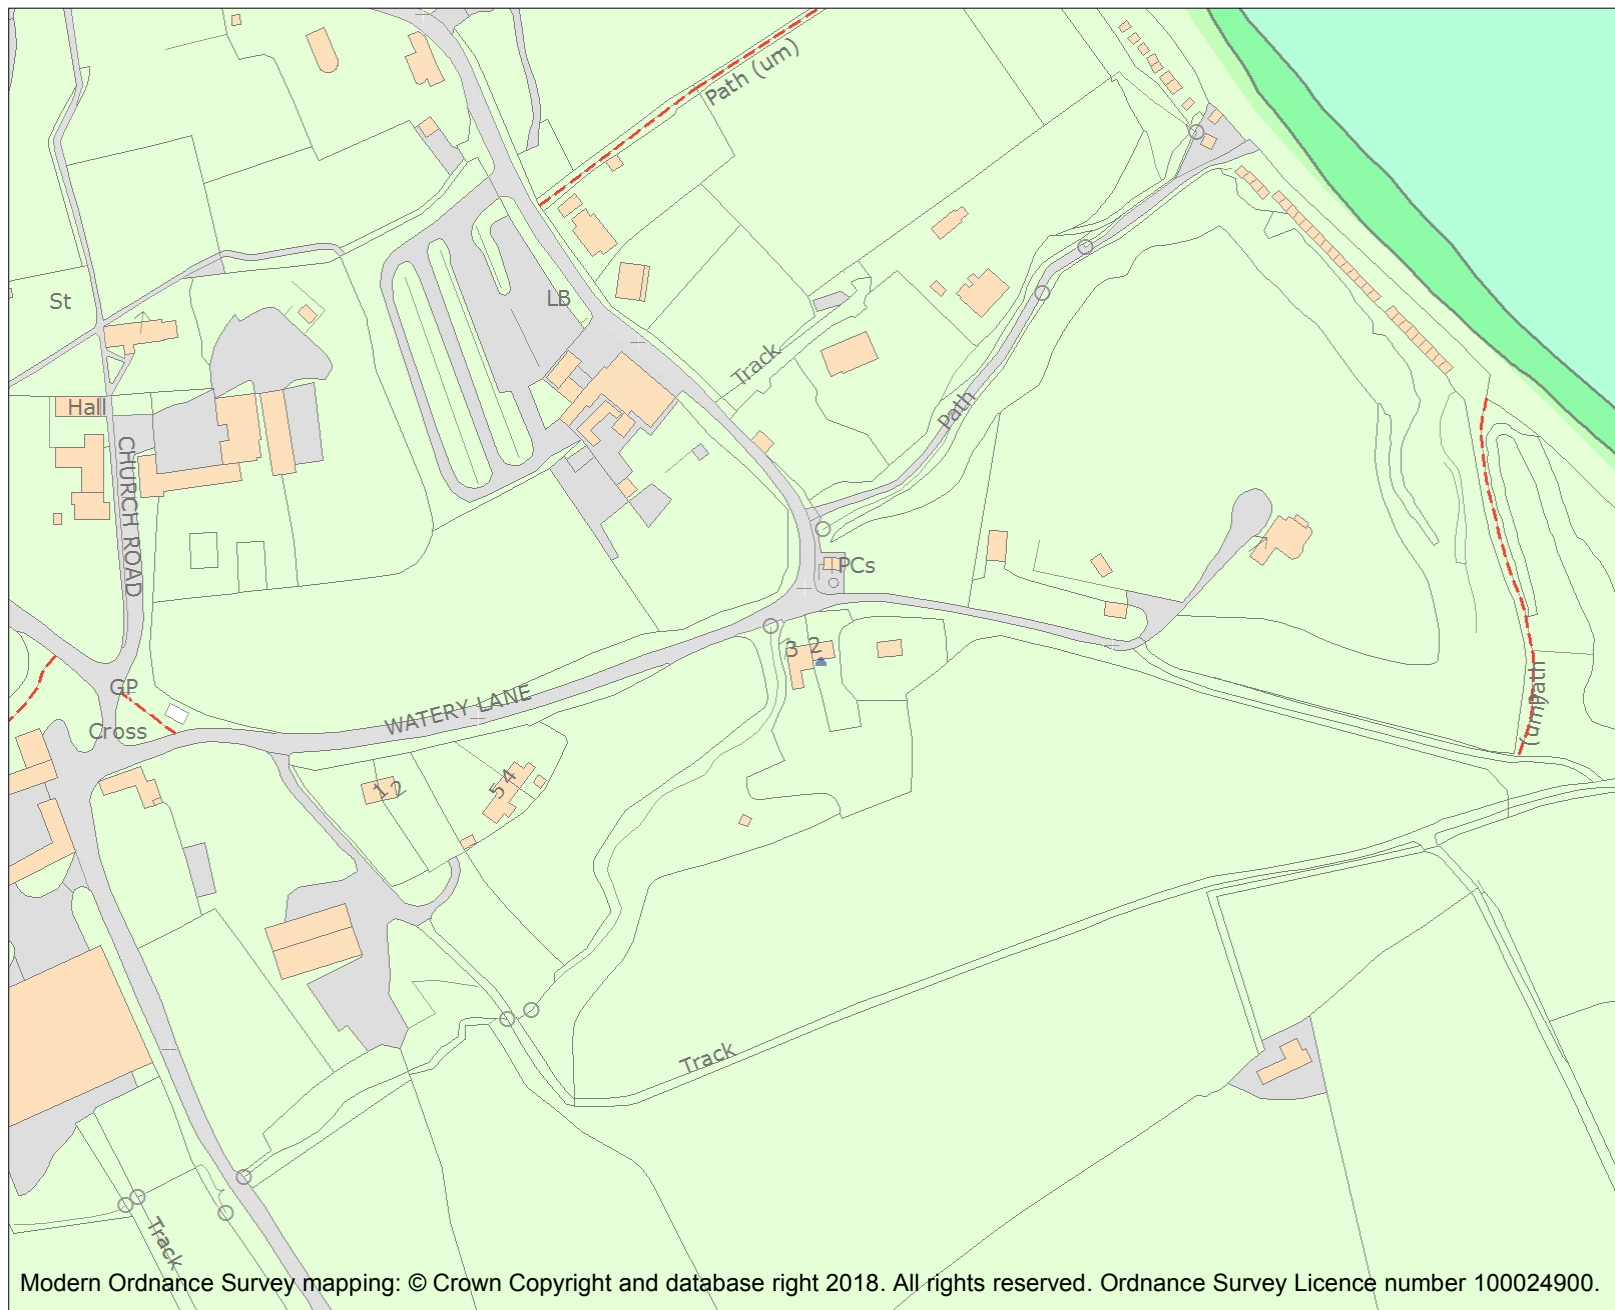 Path (um)
St
LB
Track
Hall
Path
CHURCH ROAD
PCs
3 2
GP
Path
(um)
WATERY LANE
Cross
1 2
5 4
Track
Track
Modern Ordnance Survey mapping: © Crown Copyright and database right 2018. All rights reserved. Ordnance Survey Licence number 100024900.